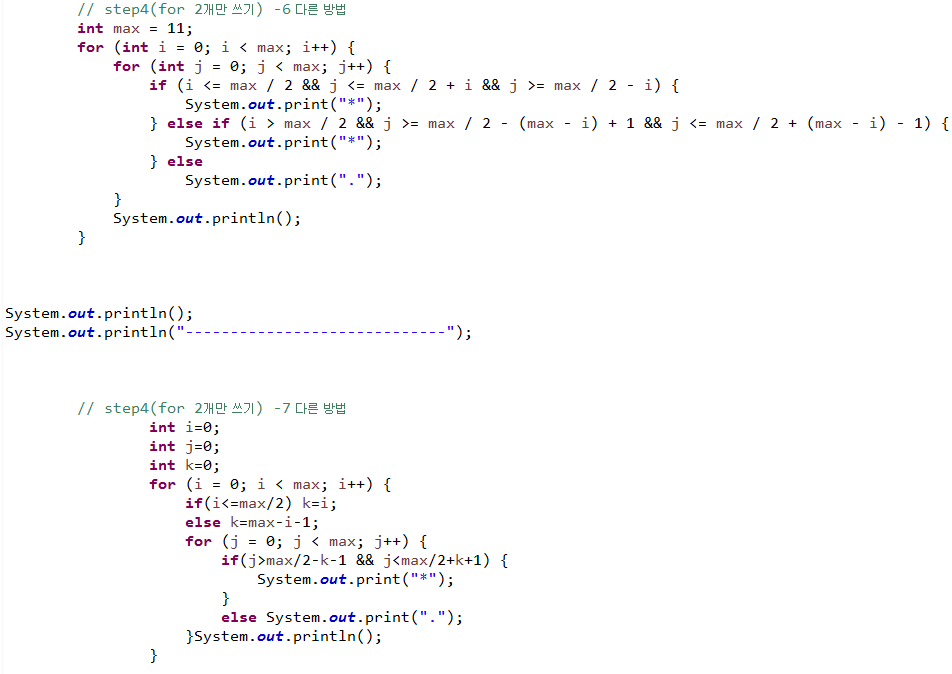 // step4(for 2개만 쓰기) -6 다른 방법
int max = 11;
for (int i = 0; i < max; i++) {
for (int j = 0; j < max; j++) {
if (i <= max / 2 && j <= max / 2 + i && j >= max / 2 - i) {
System.out.print("*");
} else if (i > max / 2 && j >= max / 2 - (max - i) + 1 && j <= max / 2 + (max - i) - 1) {
System.out.print("*");
} else
System.out.print(".");
}
System.out.println();
}
System.out.println();
System.out.println("-----------------------------");
// step4(for 2개만 쓰기) -7 다른 방법
int i=0;
int j=0;
int k=0;
for (i = 0; i < max; i++) {
if(i<=max/2) k=i;
else k=max-i-1;
for (j = 0; j < max; j++) {
if(j>max/2-k-1 && j<max/2+k+1) {
System.out.print("*");
}
else System.out.print(".");
}System.out.println();
}